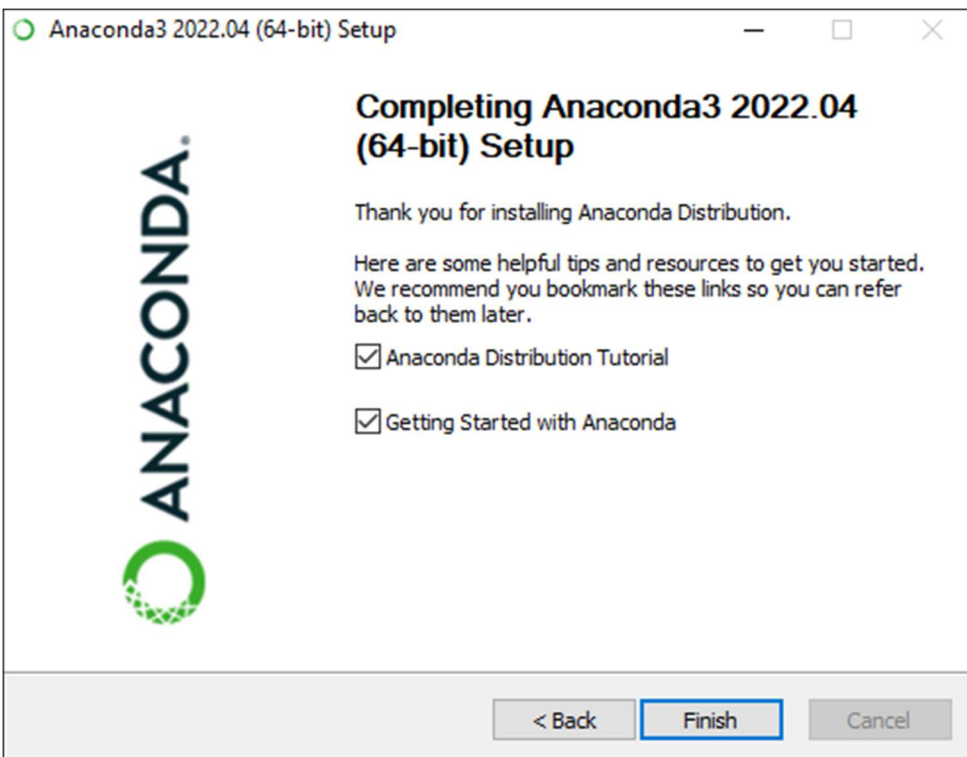 Anaconda3 2022.04 (64-bit) Setup
Completing Anaconda3 2022.04
(64-bit) Setup
Thank you for installing Anaconda Distribution.
Here are some helpful tips and resources to get you started.
We recommend you bookmark these links so you can refer
back to them later.
Anaconda Distribution Tutorial
Getting Started with Anaconda
ANACONDA.
< Back
Finish
Cancel